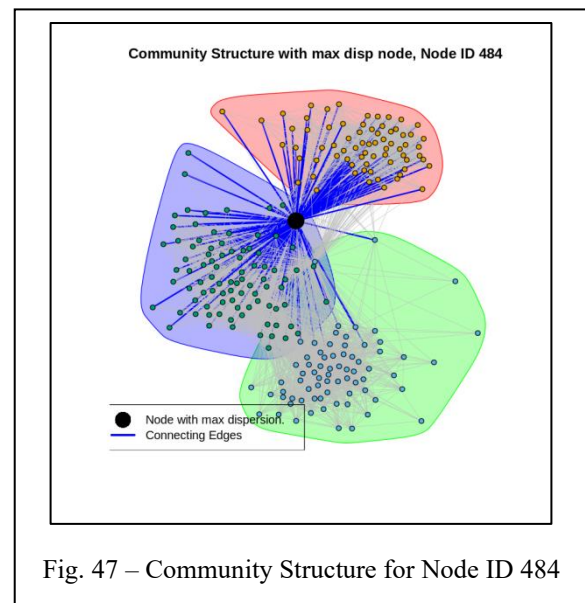 Community Structure with max disp node, Node ID 484
Node with max dispersion.
Connecting Edges
Fig. 47 – Community Structure for Node ID 484